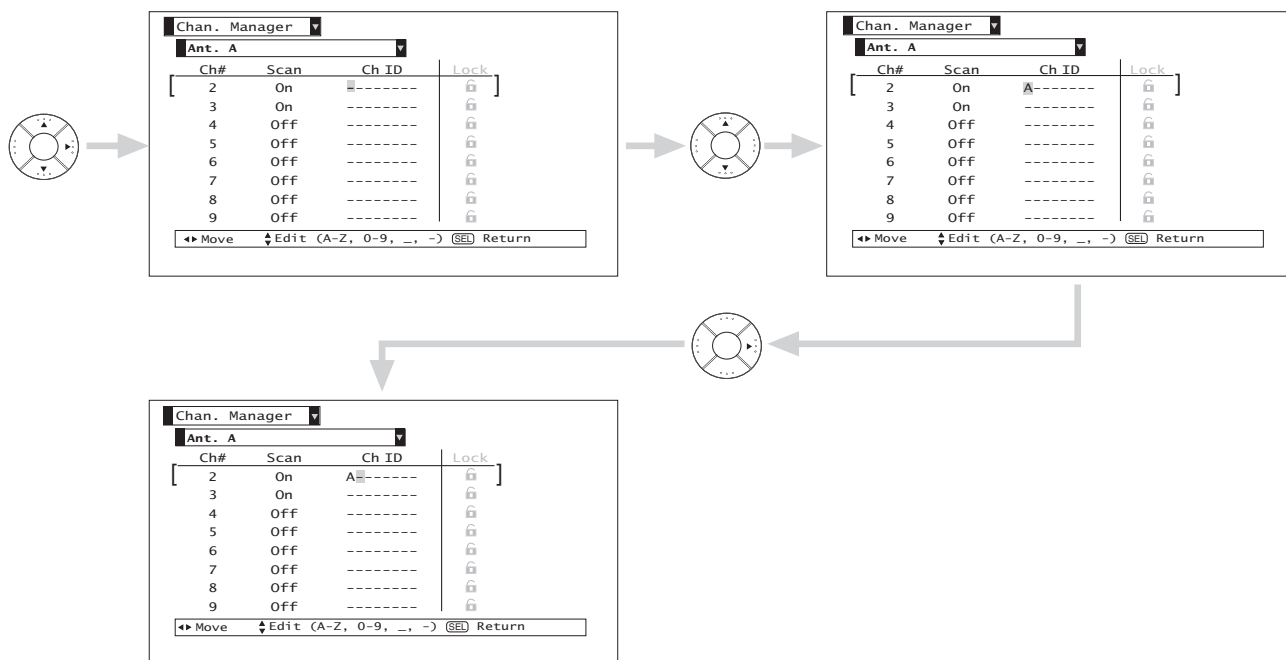 Chan. Manager
Ant. A
Ch# Scan Ch ID Lock
2 On --------
3 On --------
4 Off --------
5 Off --------
6 Off --------
7 Off --------
8 Off --------
9 Off --------
Move Edit (A-Z, 0-9, _, -) SEL Return
Chan. Manager
Ant. A
Ch# Scan Ch ID Lock
2 On A-------
3 On --------
4 Off --------
5 Off --------
6 Off --------
7 Off --------
8 Off --------
9 Off --------
Move Edit (A-Z, 0-9, _, -) SEL Return
Chan. Manager
Ant. A
Ch# Scan Ch ID Lock
2 On A-------
3 On --------
4 Off --------
5 Off --------
6 Off --------
7 Off --------
8 Off --------
9 Off --------
Move Edit (A-Z, 0-9, _, -) SEL Return